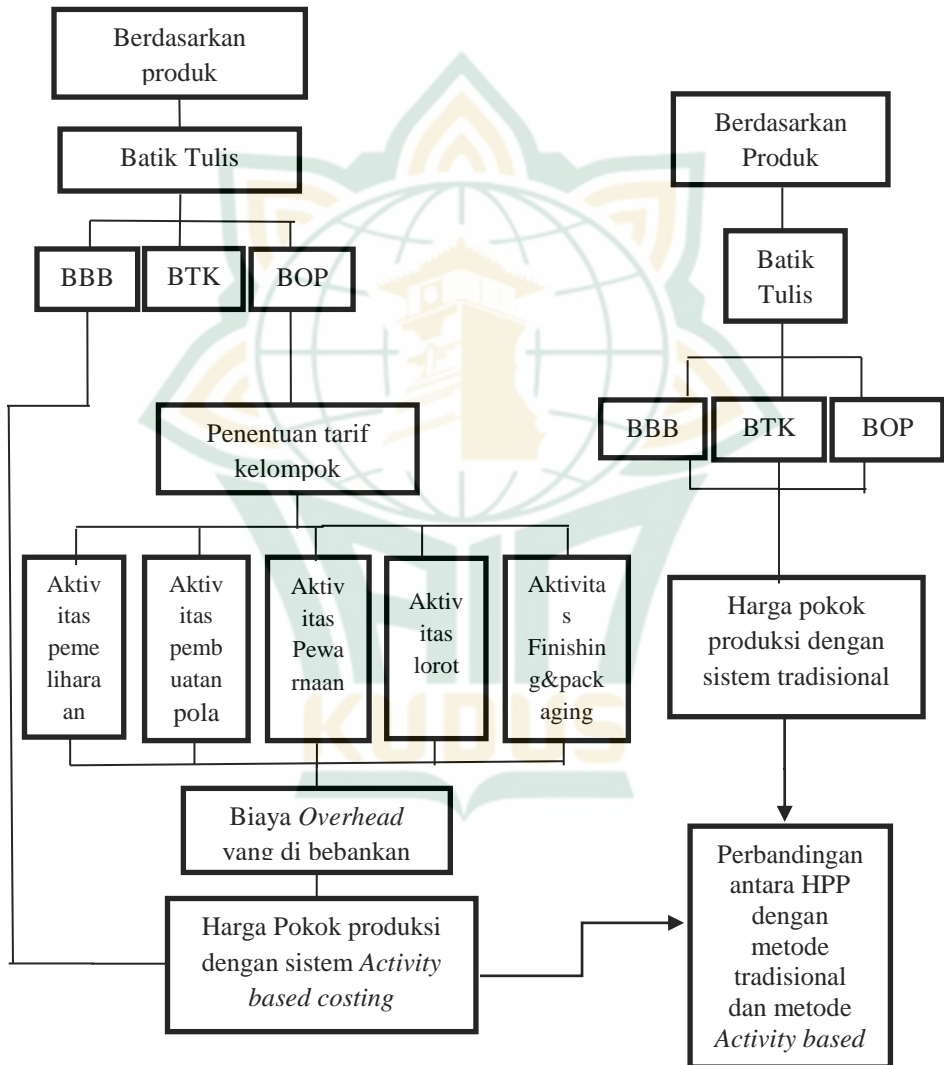 Berdasarkan
produk
Batik Tulis
BBB
BTK
BOP
Penentuan tarif
kelompok
Aktiv
itas
peme
lihara
an
Aktiv
itas
pemb
uatan
pola
Aktiv
itas
Pewa
rnaan
Aktiv
itas
lorot
Aktivita
s
Finishin
g&pack
aging
Biaya Overhead
yang di bebankan
Harga Pokok produksi
dengan sistem Activity
based costing
Berdasarkan
Produk
Batik
Tulis
BBB
BTK
BOP
Harga pokok
produksi dengan
sistem tradisional
Perbandingan
antara HPP
dengan
metode
tradisional
dan metode
Activity based
KUDUS